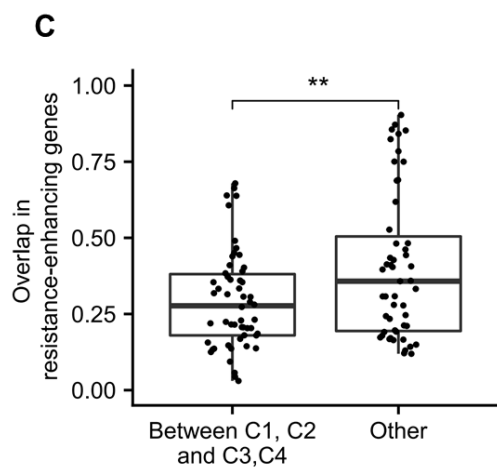 C
**
1.00
0.75
0.50
0.25
0.00
Overlap in
resistance-enhancing genes
Between C1, C2
and C3,C4
Other